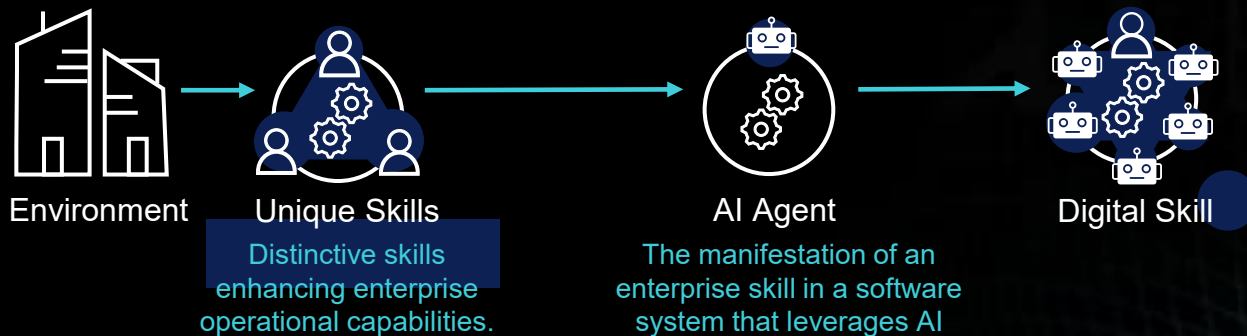 Environment
Unique Skills
Distinctive skills
enhancing enterprise
operational capabilities.
AI Agent
The manifestation of an
enterprise skill in a software
system that leverages AI
Digital Skill